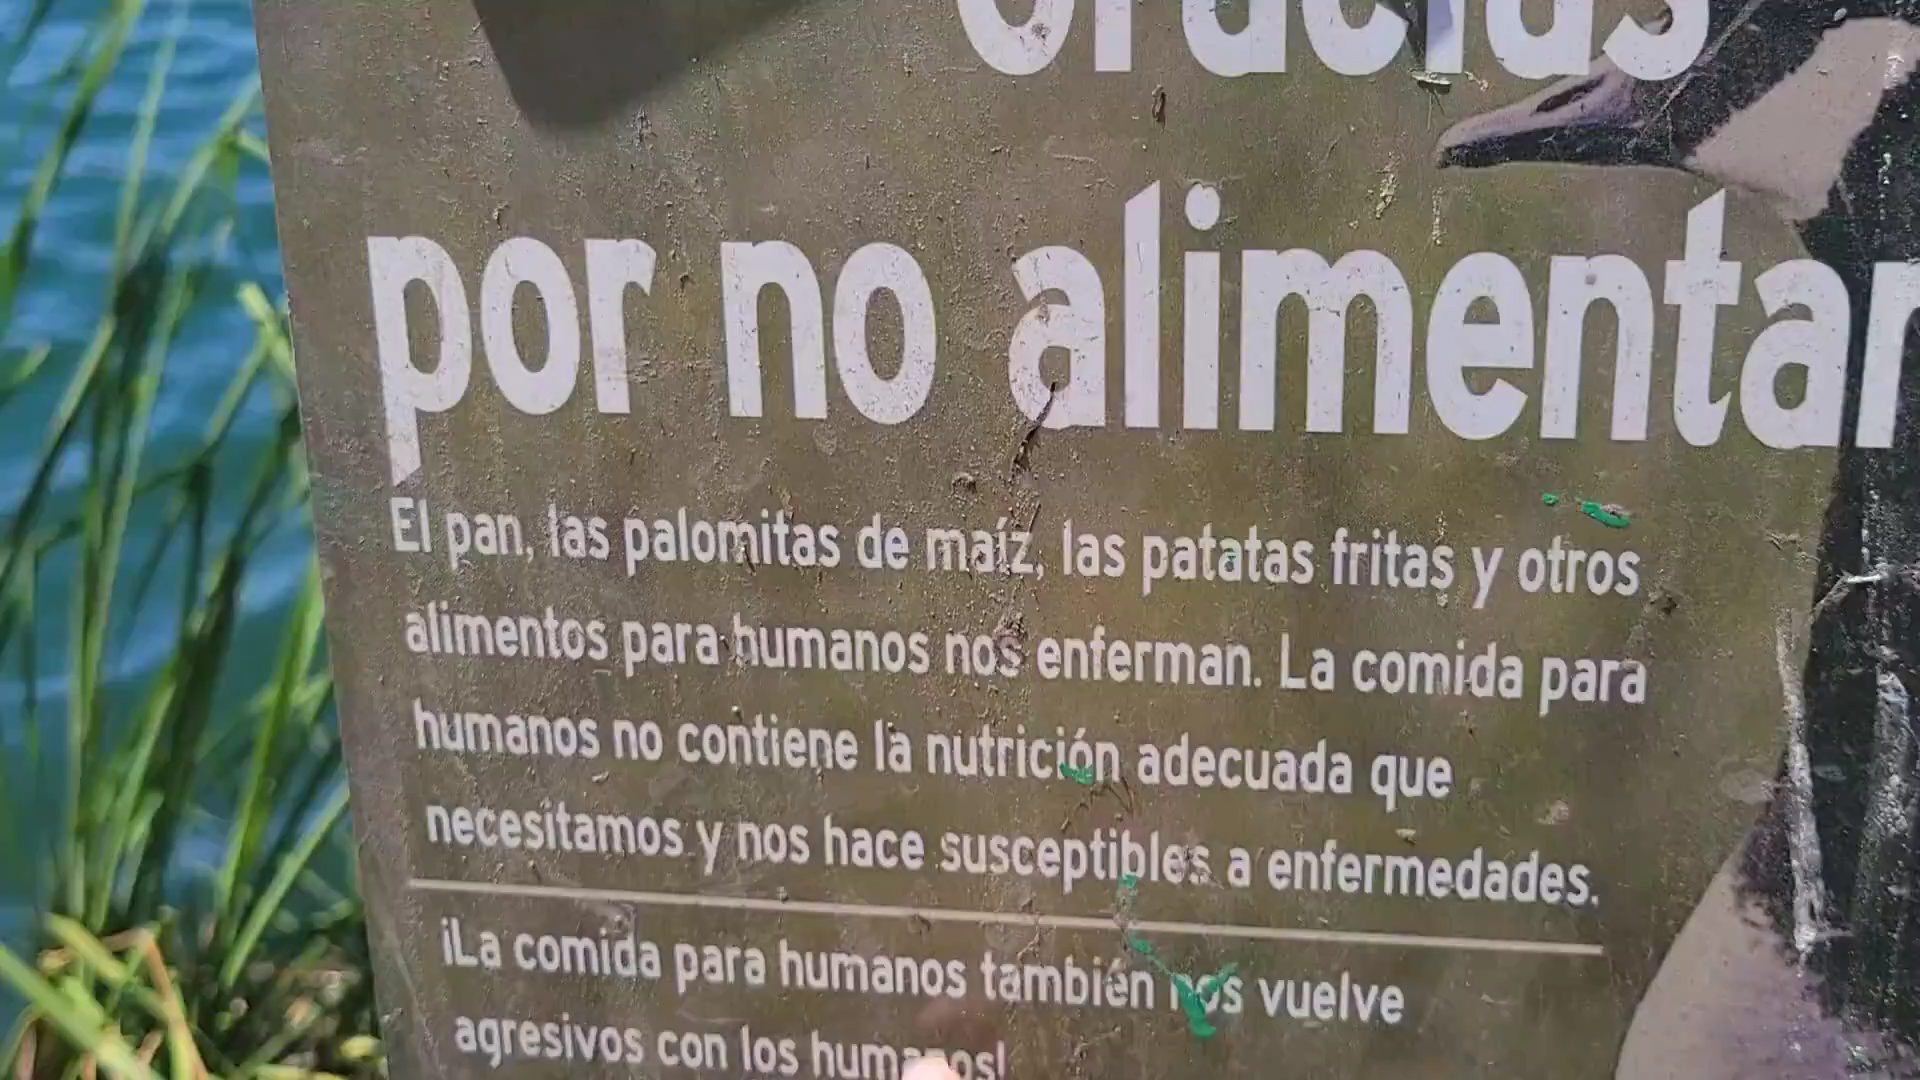 Gracias
por no alimentar
El pan, las palomitas de maíz, las patatas fritas y otros
alimentos para humanos nos enferman. La comida para
humanos no contiene la nutrición adecuada que
necesitamos y nos hace susceptibles a enfermedades.
¡La comida para humanos también nos vuelve
agresivos con los humanos!